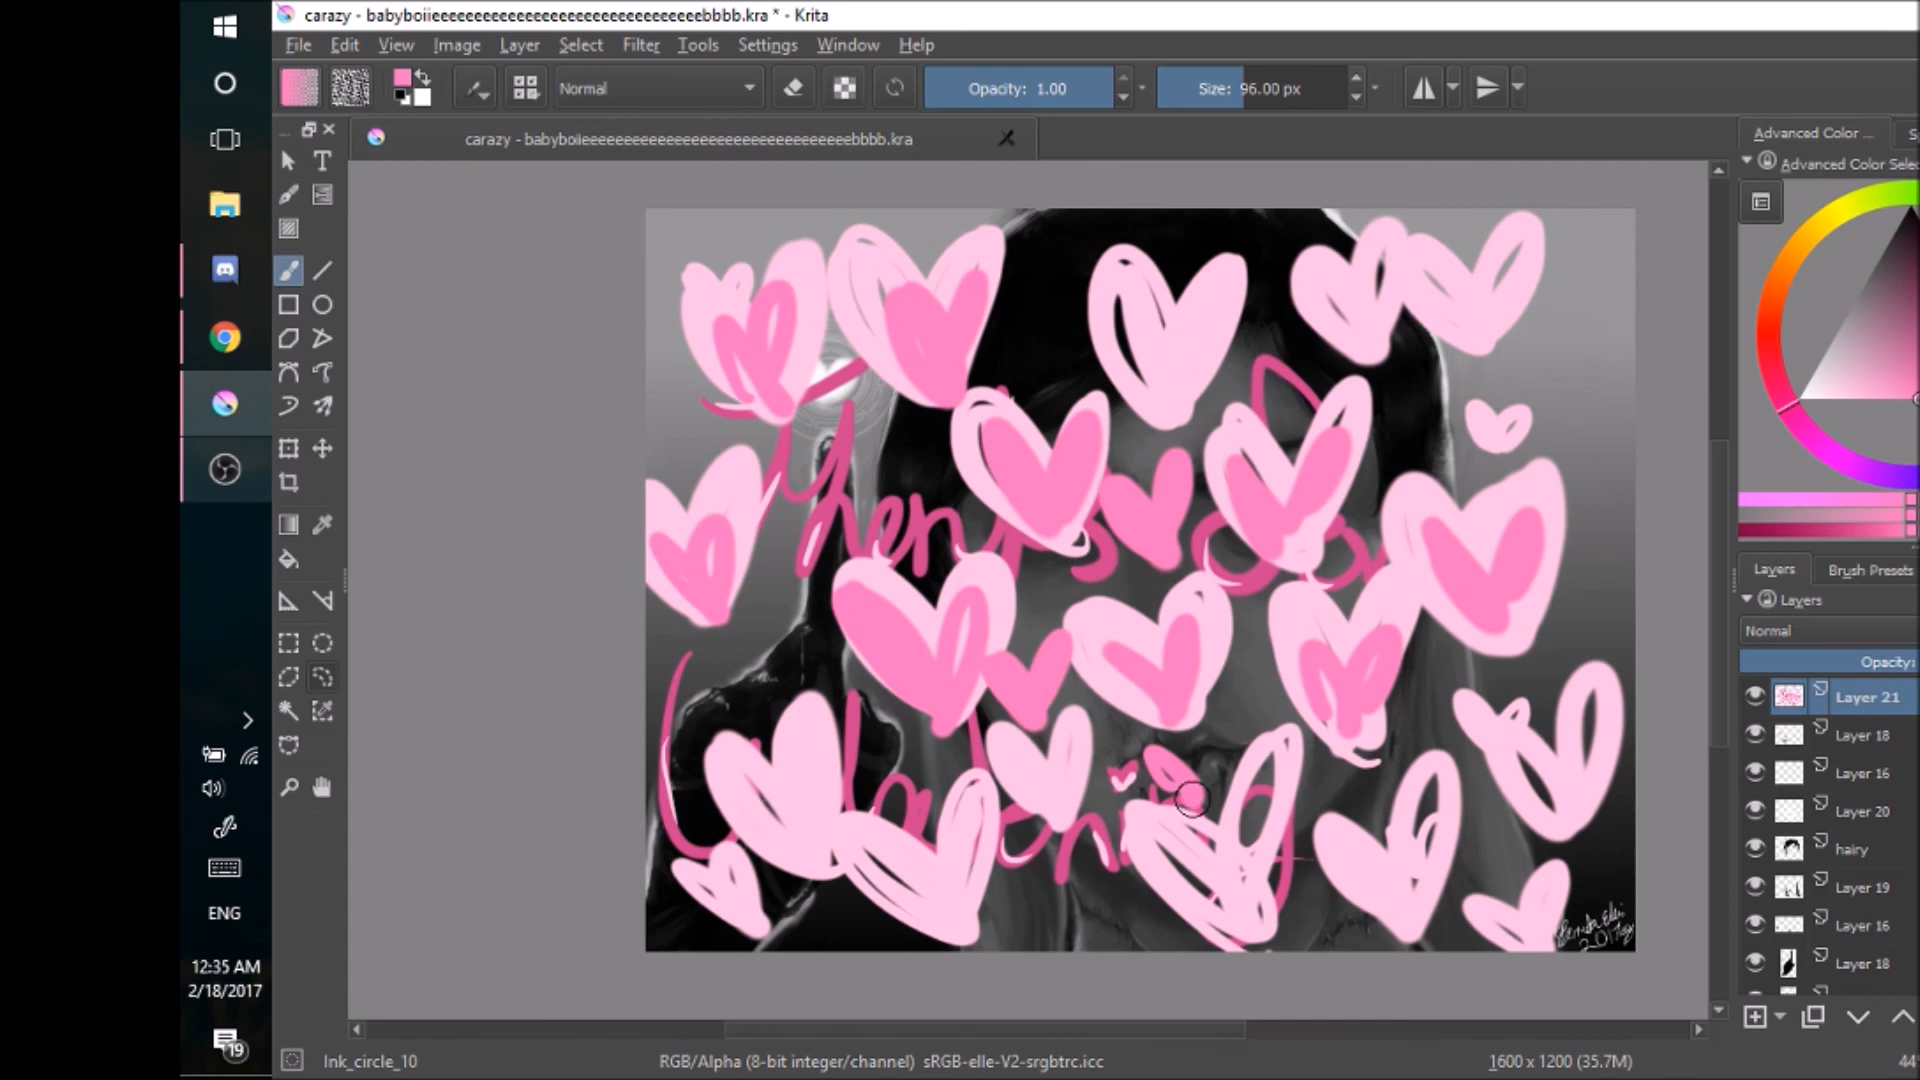 carazy - babyboiieeeeeeeeeeeeeeeeeeeeeeeeeeeeeeeebbbb.kra * - Krita
File Edit View Image Layer Select Filter Tools Settings Window Help
Normal Opacity: 1.00 Size: 96.00 px
carazy - babyboiieeeeeeeeeeeeeeeeeeeeeeeeeeeeeeeebbbb.kra
Advanced Color ...
Advanced Color Selec
Layers Brush Presets
Layers
Normal
Opacity:
Layer 21
Layer 18
Layer 16
Layer 20
hairy
Layer 19
Layer 16
Layer 18
ENG
12:35 AM
2/18/2017
19
Ink_circle_10 RGB/Alpha (8-bit integer/channel) sRGB-elle-V2-srgbtrc.icc 1600 x 1200 (35.7M) 44